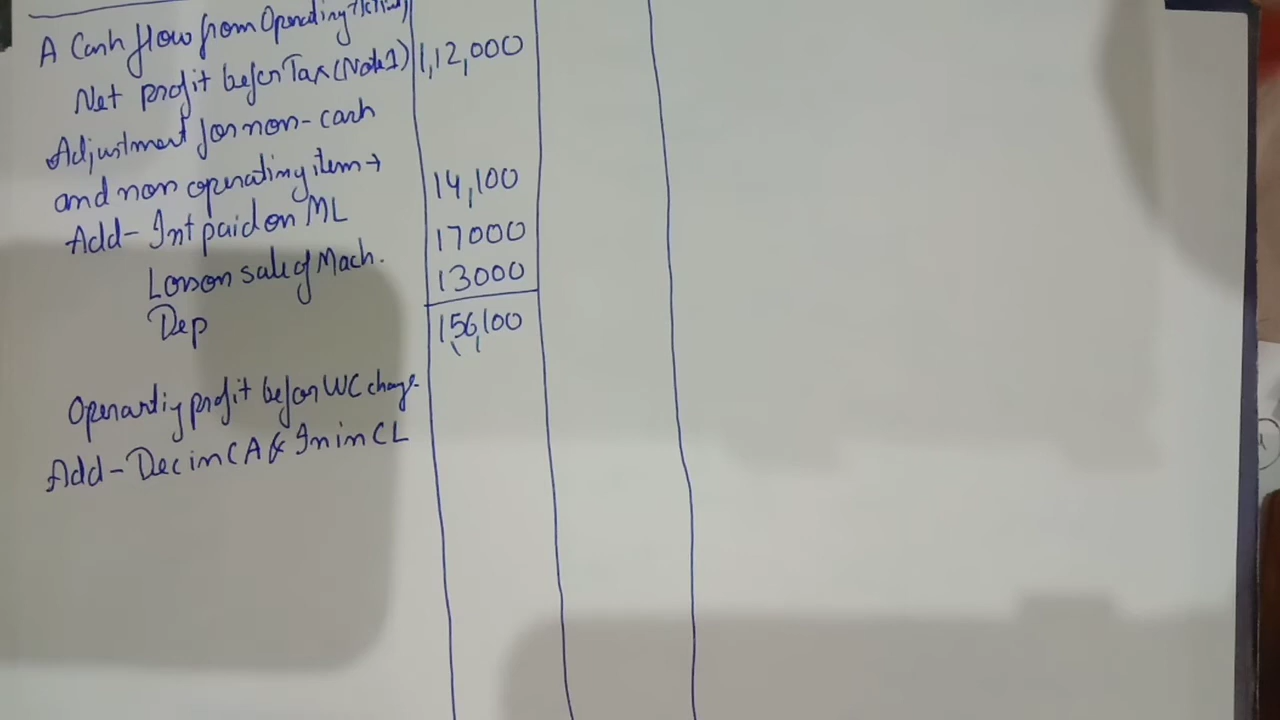 A Cash flow from Operating
Net profit before Tax (Note 1) 1,12,000
Adjustment for non-cash
and non operating item →
Add- Int paid on ML 14,100
Loss on sale of Mach. 17000
Dep 13000
156,100
Operating profit before WC change
Add- Dec in CA & In in CL